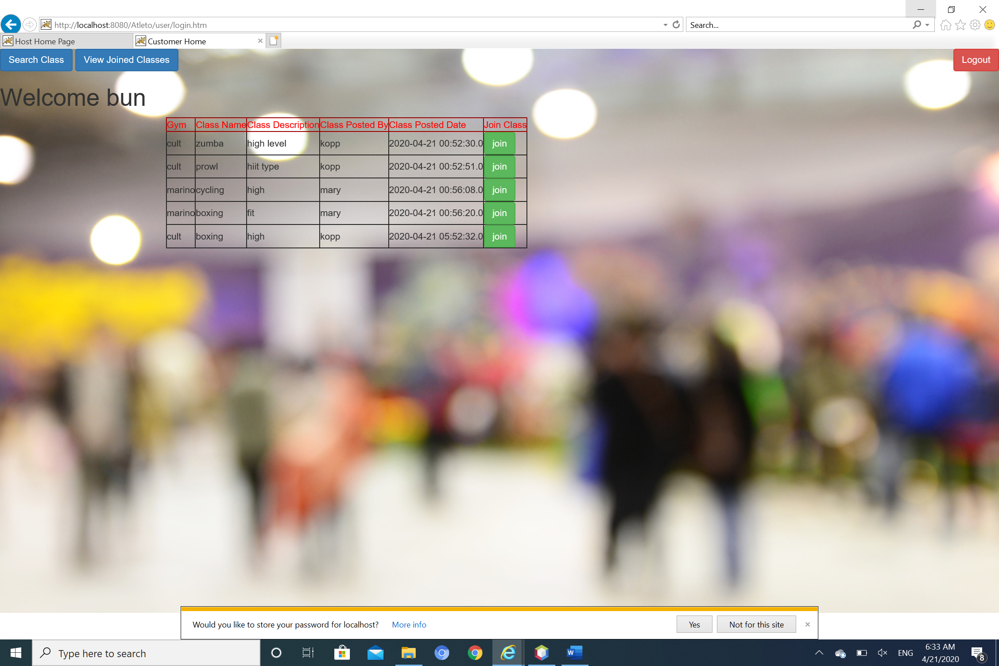 http://localhost:8080/Atleto/user/login.htm Search...
Host Home Page Customer Home
Search Class View Joined Classes Logout
Welcome bun
Gym Class Name Class Description Class Posted By Class Posted Date Join Class
cult zumba high level kopp 2020-04-21 00:52:30.0 join
cult prowl hiit type kopp 2020-04-21 00:52:51.0 join
marino cycling high mary 2020-04-21 00:56:08.0 join
marino boxing fit mary 2020-04-21 00:56:20.0 join
cult boxing high kopp 2020-04-21 05:52:32.0 join
Would you like to store your password for localhost? More info Yes Not for this site
Type here to search W ENG 6:33 AM
4/21/2020 8